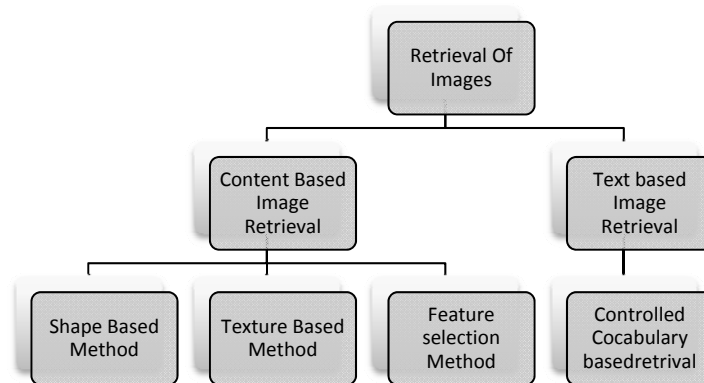 Retrieval Of
Images
Content Based
Image
Retrieval
Text based
Image
Retrieval
Shape Based
Method
Texture Based
Method
Feature
selection
Method
Controlled
Cocabulary
basedretrival